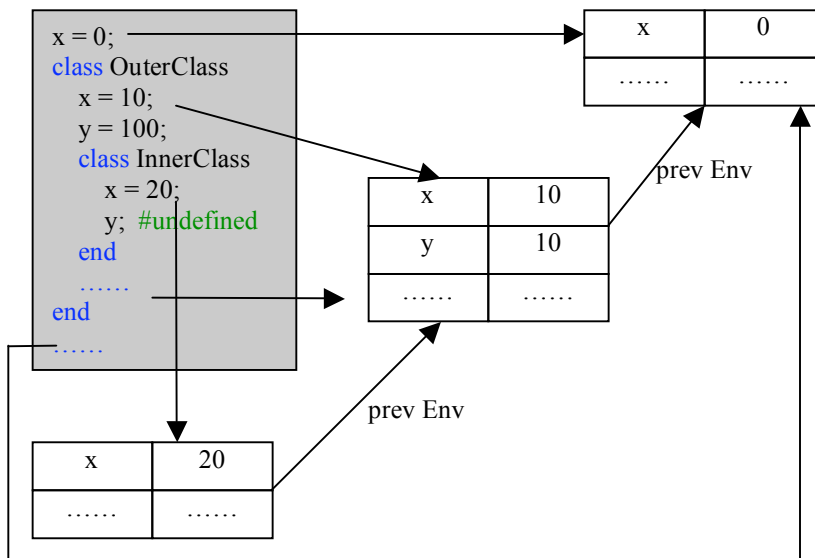 x = 0;
class OuterClass
x = 10;
y = 100;
class InnerClass
x = 20;
y; #undefined
end
……
end
……
x 0
…… ……
prev Env
x 10
y 10
…… ……
prev Env
x 20
…… ……